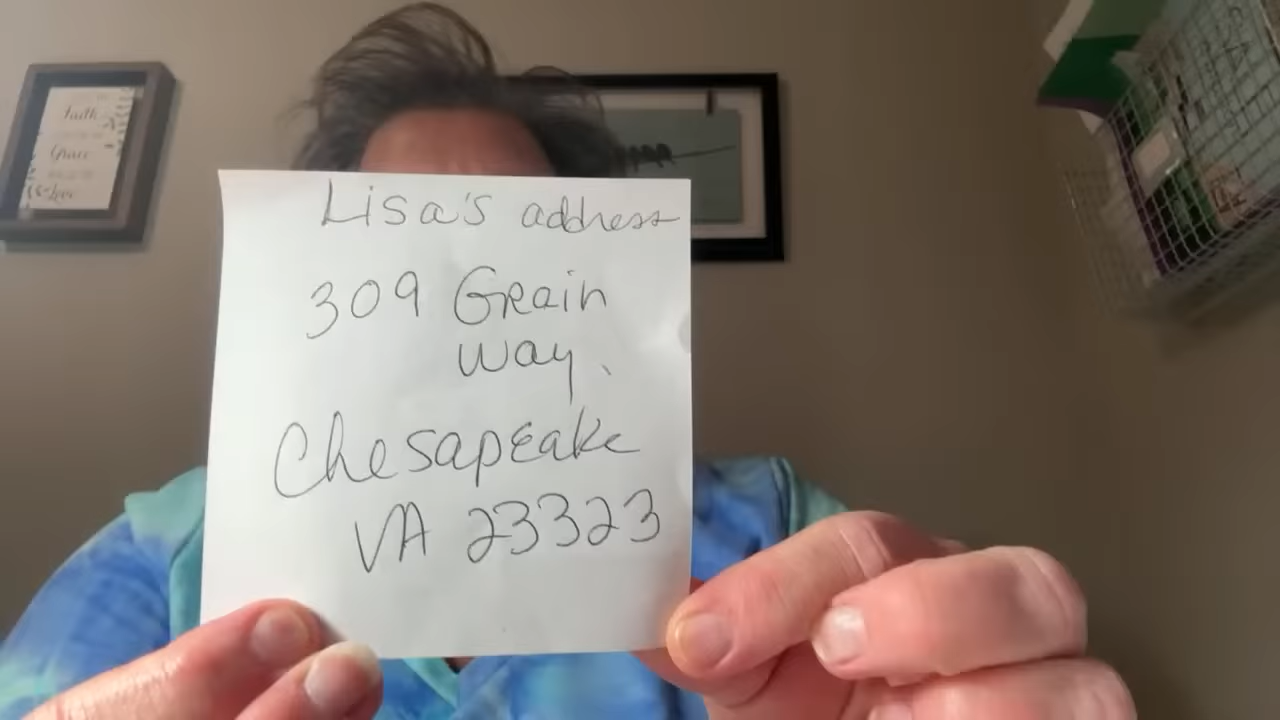 Faith
Grace
Love
Lisa's address
309 Grain
Way.
Chesapeake
VA 23323